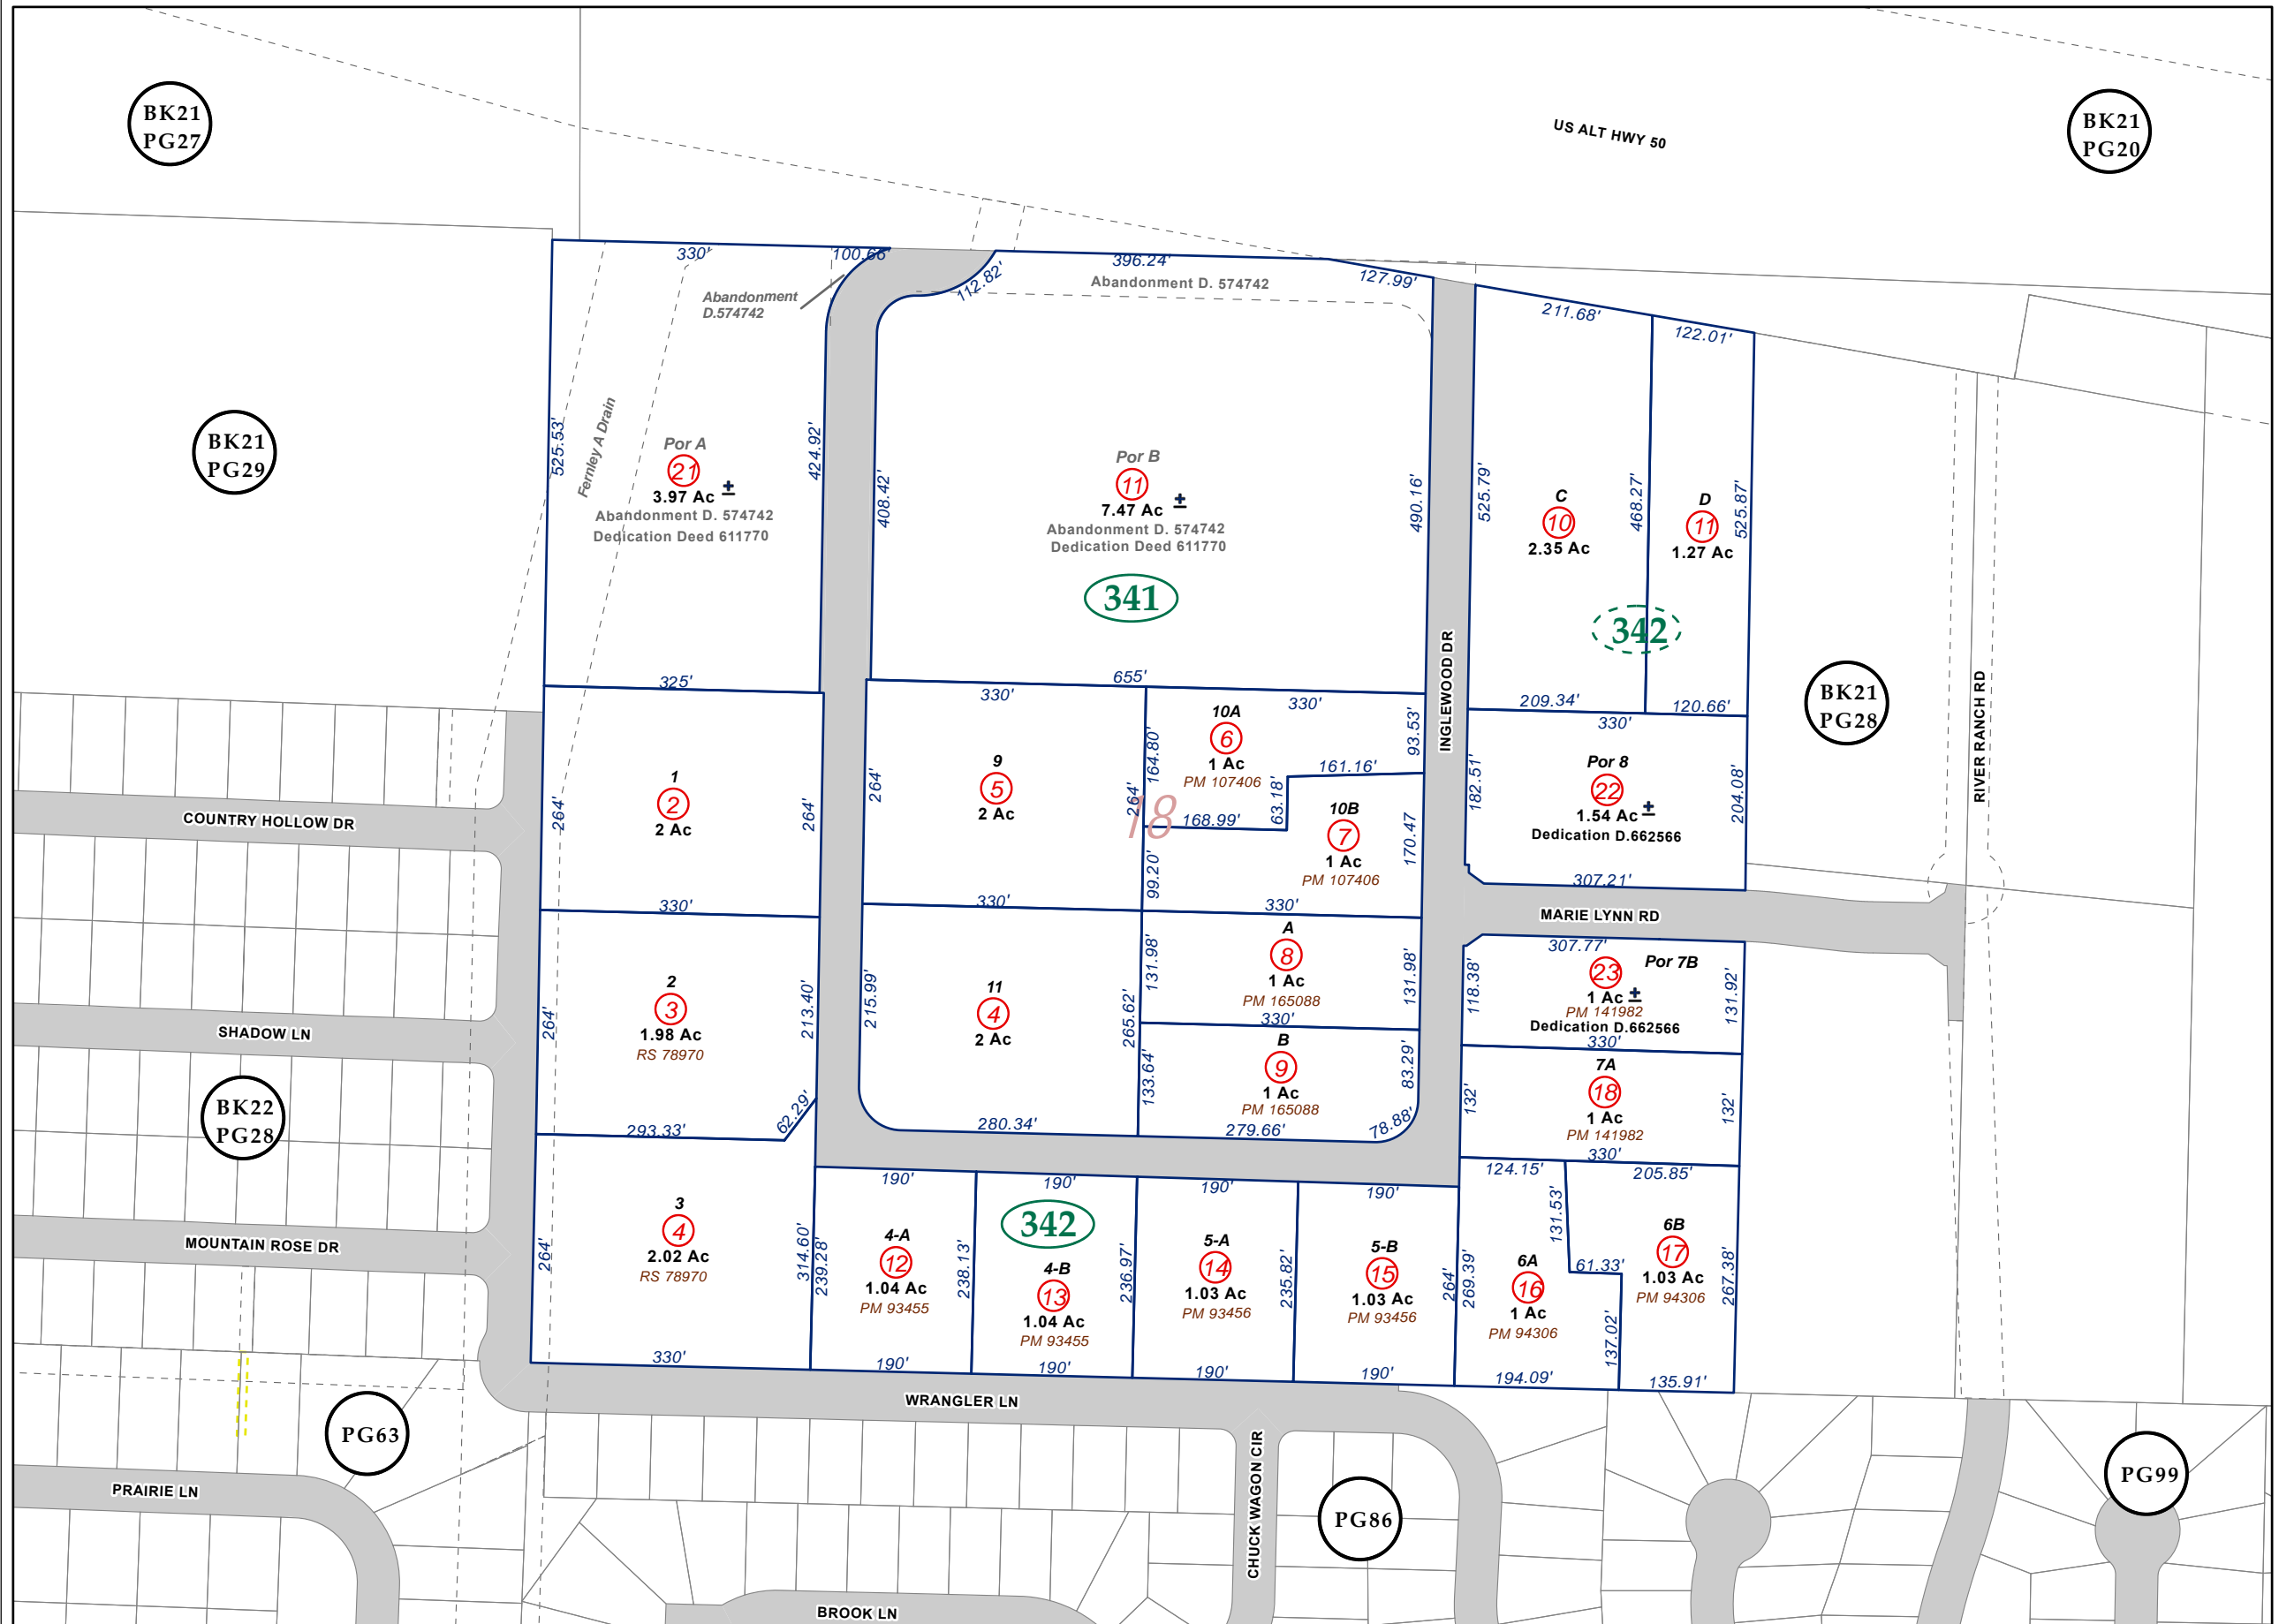 BK21
PG27
US ALT HWY 50
BK21
PG20
330'
100.66'
112.82'
396.24'
127.99'
Abandonment D. 574742
Abandonment
D.574742
211.68'
122.01'
BK21
PG29
525.53'
Fernley A Drain
Por A
21
3.97 Ac ±
Abandonment D. 574742
Dedication Deed 611770
424.92'
408.42'
Por B
11
7.47 Ac ±
Abandonment D. 574742
Dedication Deed 611770
341
490.16'
525.79'
C
10
2.35 Ac
468.27'
D
11
1.27 Ac
525.87'
342
INGLEWOOD DR
BK21
PG28
RIVER RANCH RD
325'
655'
330'
330'
209.34'
120.66'
330'
1
2
2 Ac
264'
264'
330'
264'
9
5
2 Ac
264'
330'
18
10A
6
1 Ac
PM 107406
164.80'
93.53'
161.16'
63.18'
168.99'
10B
7
1 Ac
PM 107406
170.47
99.20'
330'
182.51'
Por 8
22
1.54 Ac ±
Dedication D.662566
204.08'
307.21'
MARIE LYNN RD
COUNTRY HOLLOW DR
SHADOW LN
BK22
PG28
MOUNTAIN ROSE DR
264'
2
3
1.98 Ac
RS 78970
213.40'
62.29'
293.33'
215.99'
11
4
2 Ac
265.62'
280.34'
131.98'
A
8
1 Ac
PM 165088
131.98'
330'
133.64'
B
9
1 Ac
PM 165088
83.29'
78.88'
279.66'
307.77'
118.38'
23
Por 7B
1 Ac ±
PM 141982
Dedication D.662566
131.92'
330'
132'
7A
18
1 Ac
PM 141982
132'
330'
264'
3
4
2.02 Ac
RS 78970
314.60'
330'
190'
239.28'
4-A
12
1.04 Ac
PM 93455
238.13'
190'
190'
342
4-B
13
1.04 Ac
PM 93455
236.97'
190'
190'
5-A
14
1.03 Ac
PM 93456
235.82'
190'
190'
5-B
15
1.03 Ac
PM 93456
264'
190'
124.15'
269.39'
131.53'
61.33'
6A
16
1 Ac
PM 94306
137.02'
194.09'
205.85'
6B
17
1.03 Ac
PM 94306
267.38'
135.91'
WRANGLER LN
PG63
PRAIRIE LN
CHUCK WAGON CIR
PG86
PG99
BROOK LN